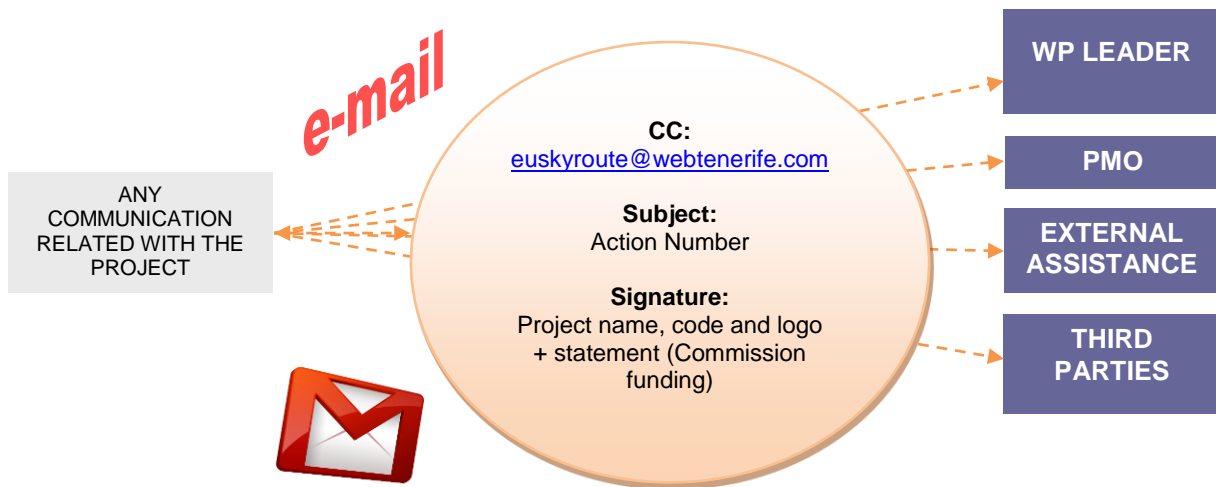 e-mail
ANY
COMMUNICATION
RELATED WITH THE
PROJECT
CC:
euskyroute@webtenerife.com
Subject:
Action Number
Signature:
Project name, code and logo
+ statement (Commission
funding)
WP LEADER
PMO
EXTERNAL
ASSISTANCE
THIRD
PARTIES